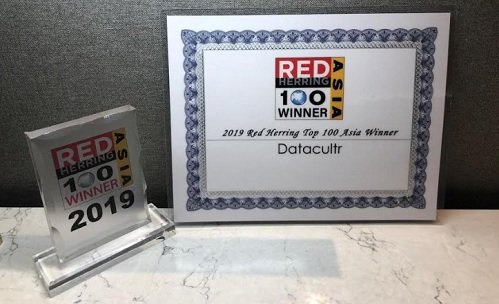 RED
HERRING
100
WINNER
ASIA
2019
RED
HERRING
100
WINNER
ASIA
2019 Red Herring Top 100 Asia Winner
Datacultr